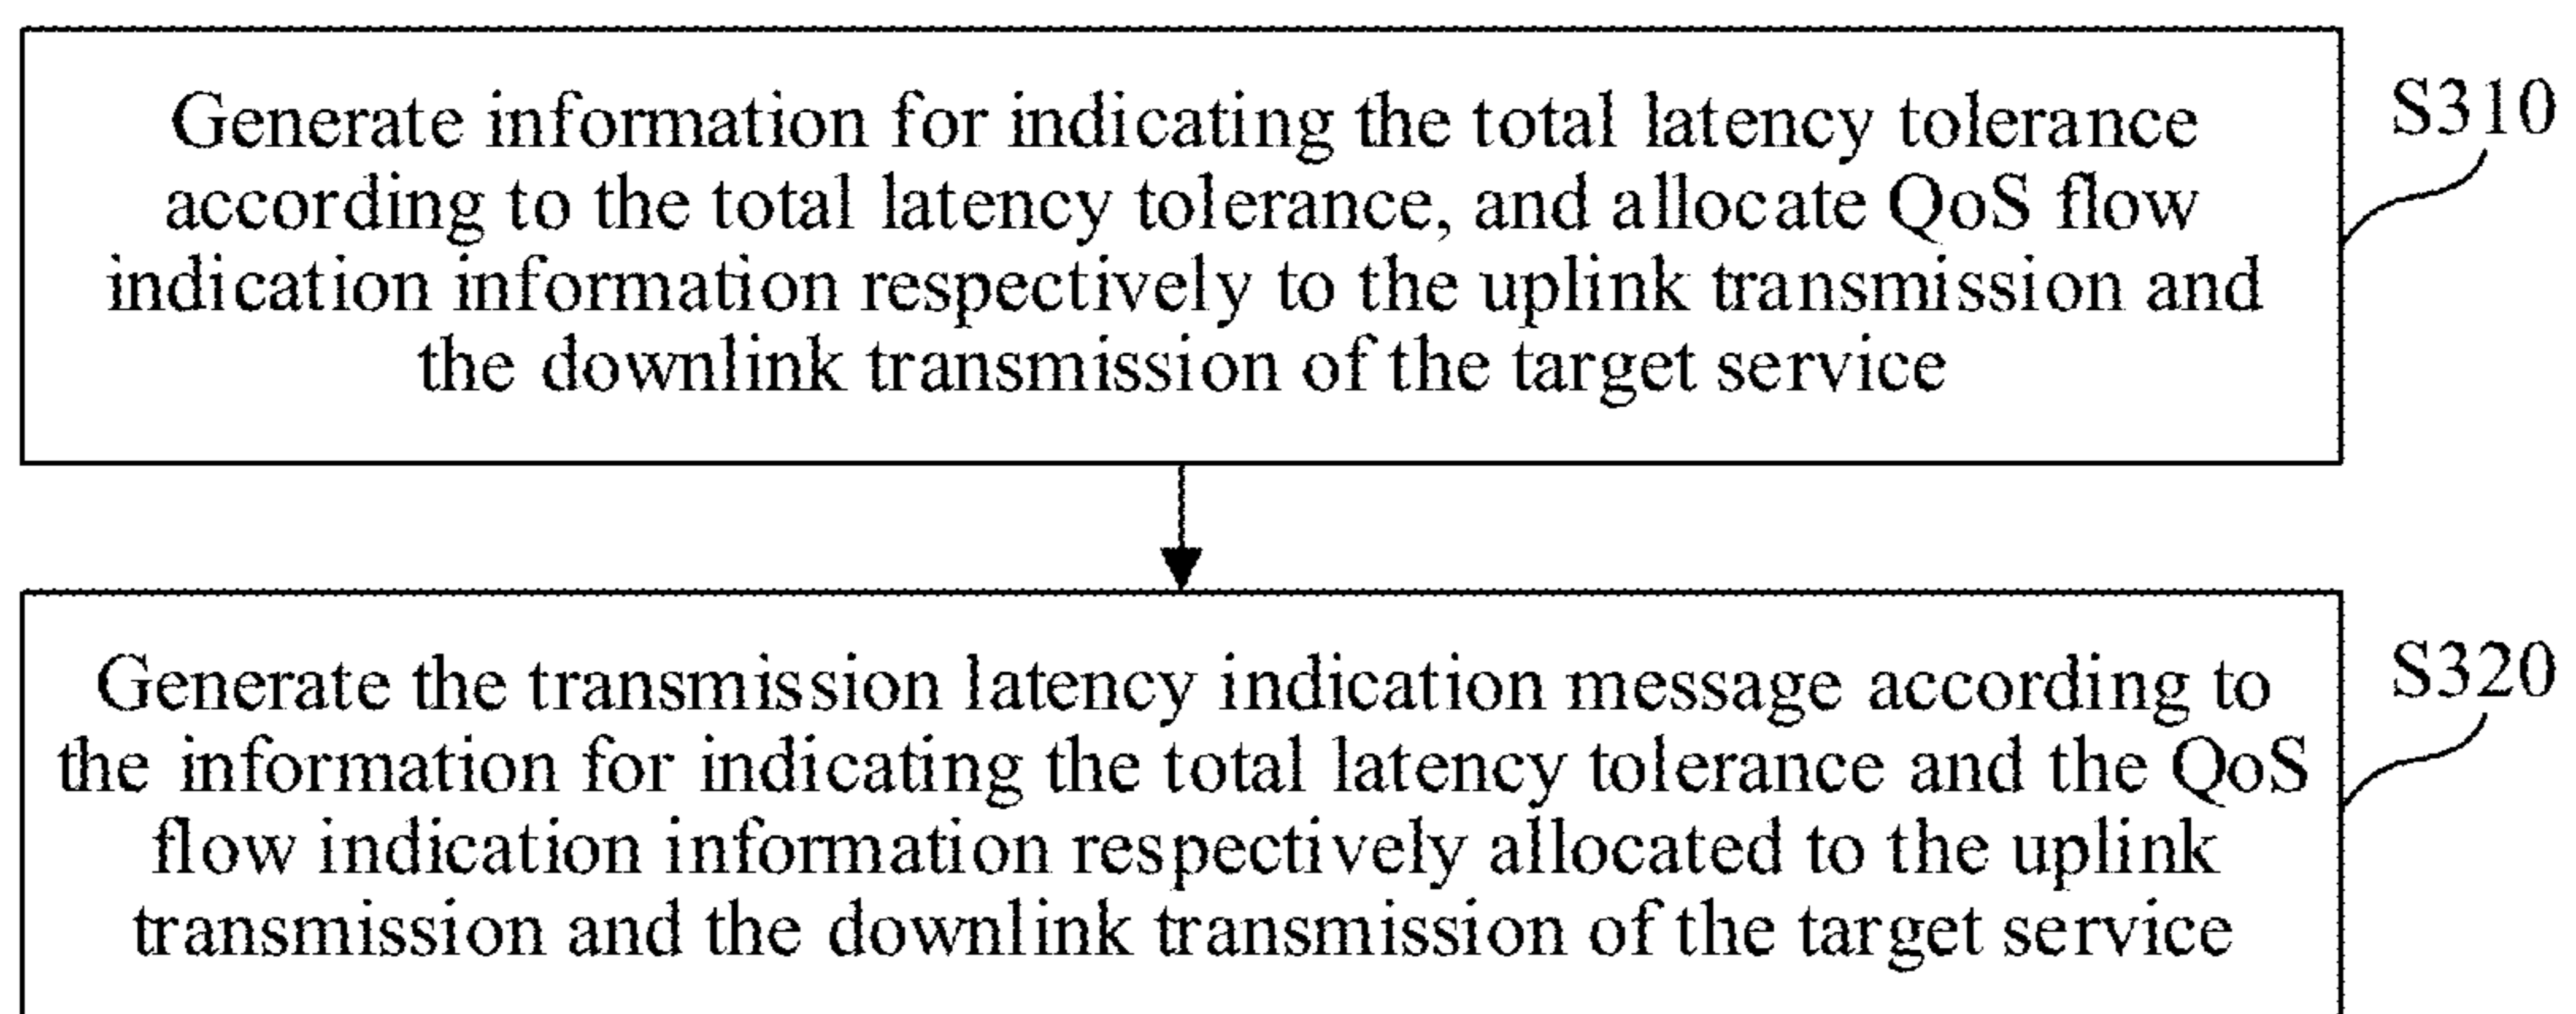 Generate information for indicating the total latency tolerance
according to the total latency tolerance, and allocate QoS flow
indication information respectively to the uplink transmission and
the downlink transmission of the target service
S310
Generate the transmission latency indication message according to
the information for indicating the total latency tolerance and the QoS
flow indication information respectively allocated to the uplink
transmission and the downlink transmission of the target service
S320